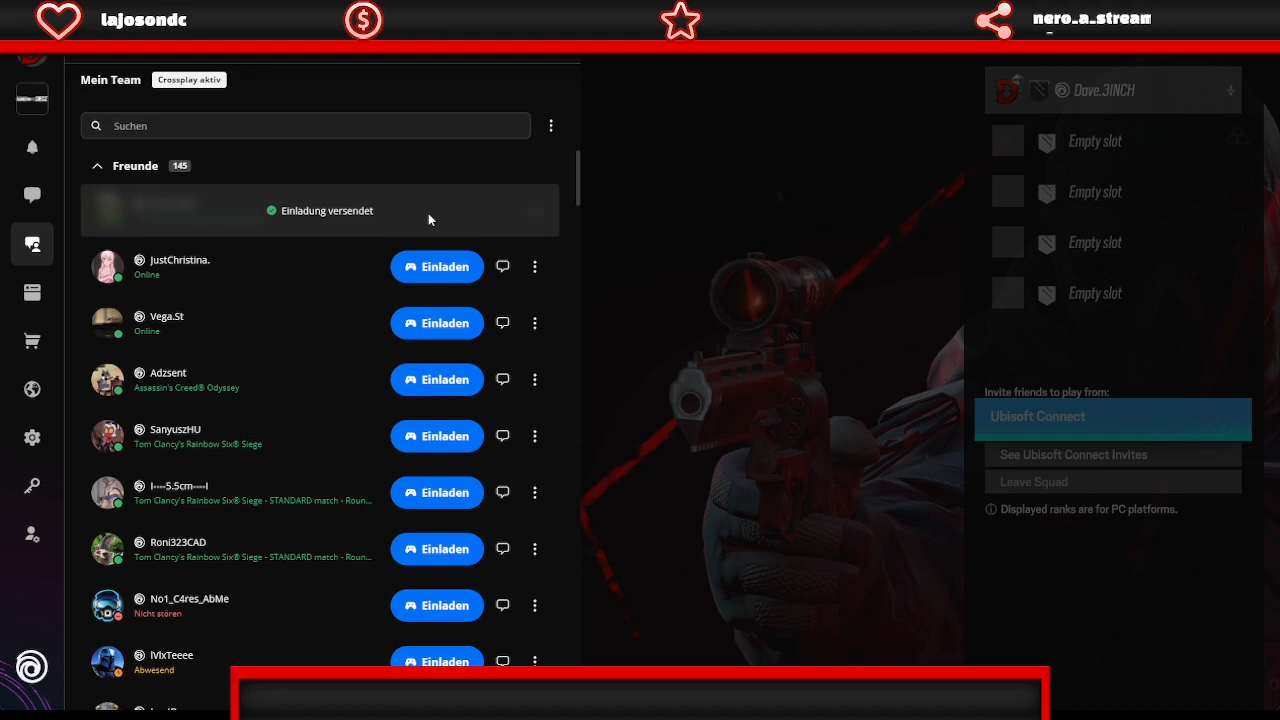 lajosondc
nero_a_stream
Mein Team
Crossplay aktiv
Suchen
Freunde 145
Einladung versendet
JustChristina.
Online
Einladen
Vega.St
Online
Einladen
Adzsent
Assassin's Creed® Odyssey
Einladen
SanyuszHU
Tom Clancy's Rainbow Six® Siege
Einladen
I----5.5cm----I
Tom Clancy's Rainbow Six® Siege - STANDARD match - Roun...
Einladen
Roni323CAD
Tom Clancy's Rainbow Six® Siege - STANDARD match - Roun...
Einladen
No1_C4res_AbMe
Nicht stören
Einladen
IVIxTeeee
Abwesend
Einladen
Dave.3INCH
Empty slot
Empty slot
Empty slot
Empty slot
Invite friends to play from:
Ubisoft Connect
See Ubisoft Connect Invites
Leave Squad
Displayed ranks are for PC platforms.